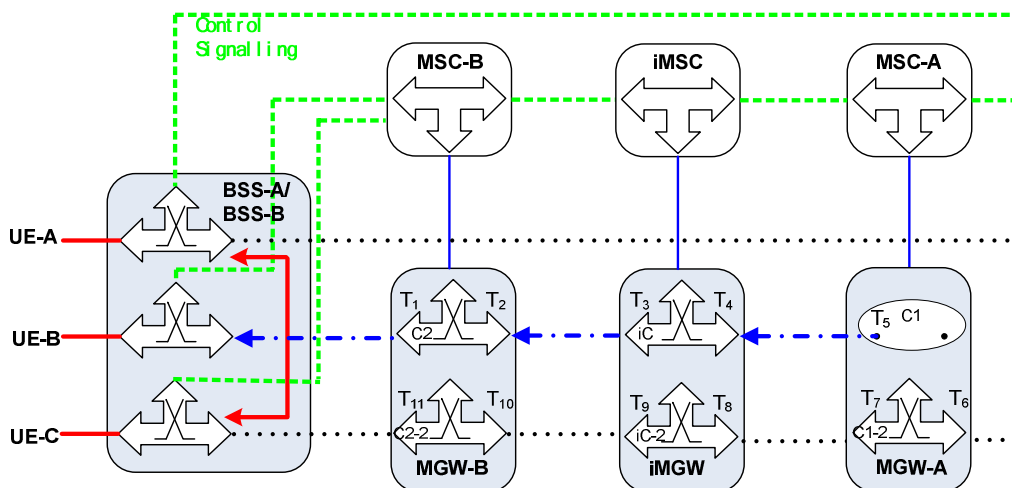 Control
Signalling
MSC-B
iMSC
MSC-A
BSS-A/
BSS-B
UE-A
T1
T2
T3
T4
T5
C1
C2
iC
UE-B
T11
T10
T9
T8
T7
T6
C2-2
iC-2
C1-2
UE-C
MGW-B
iMGW
MGW-A